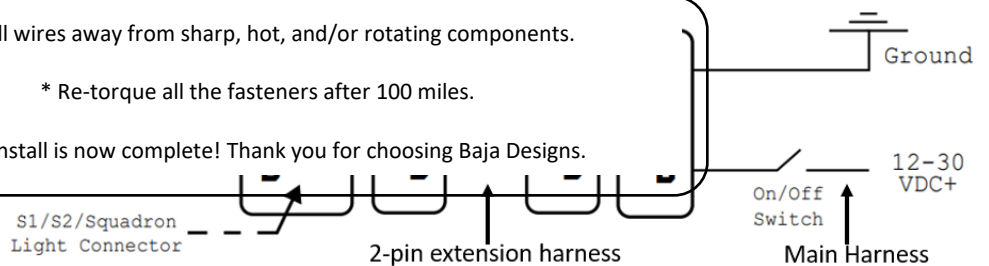 ll wires away from sharp, hot, and/or rotating components.
* Re-torque all the fasteners after 100 miles.
nstall is now complete! Thank you for choosing Baja Designs.
Ground
12-30
VDC+
On/Off
Switch
S1/S2/Squadron
Light Connector
2-pin extension harness
Main Harness